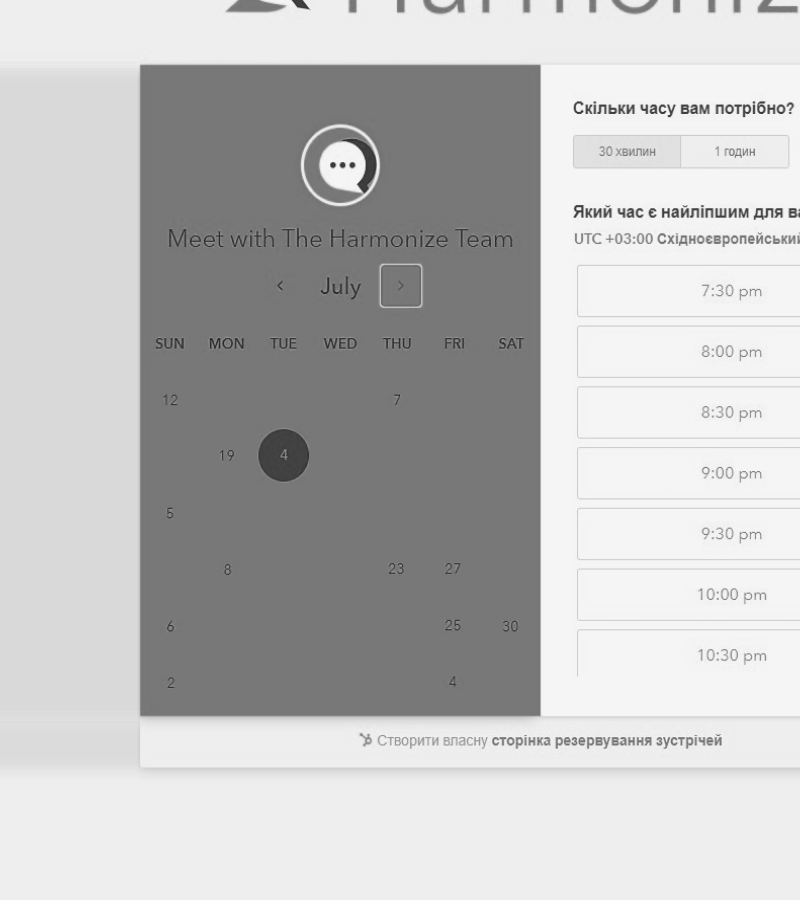 Harmoniz
Meet with The Harmonize Team
July
SUN MON TUE WED THU FRI SAT
12 7
19 4
5
8 23 27
6 25 30
2 4
Скільки часу вам потрібно?
30 хвилин 1 годин
Який час є найліпшим для ва
UTC +03:00 Східноєвропейський
7:30 pm
8:00 pm
8:30 pm
9:00 pm
9:30 pm
10:00 pm
10:30 pm
Створити власну сторінка резервування зустрічей